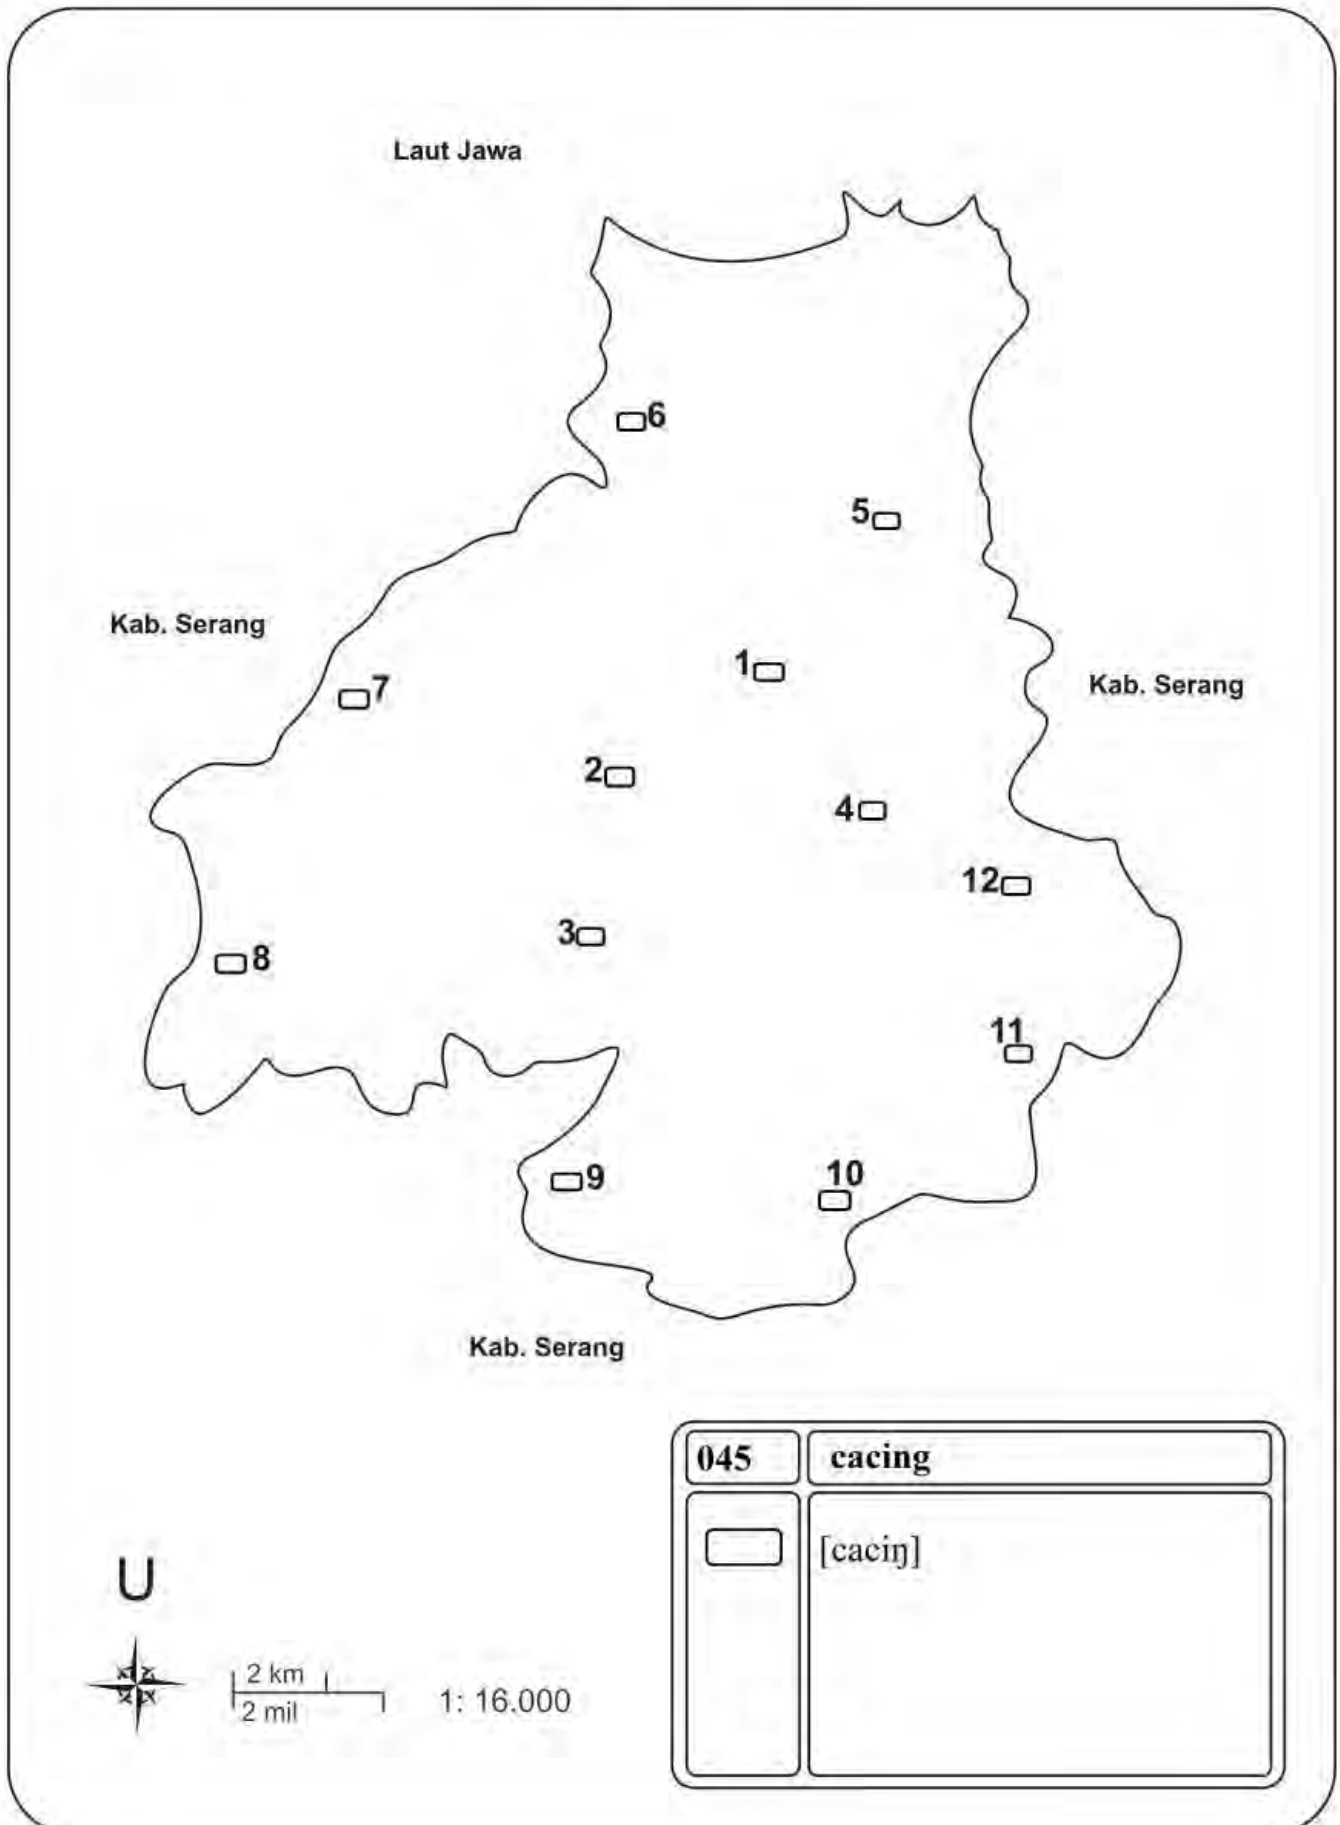 Laut Jawa
6
5
Kab. Serang
1
Kab. Serang
7
2
4
12
3
8
11
9
10
Kab. Serang
045
cacing
[caciŋ]
U
2 km
2 mil
1: 16.000